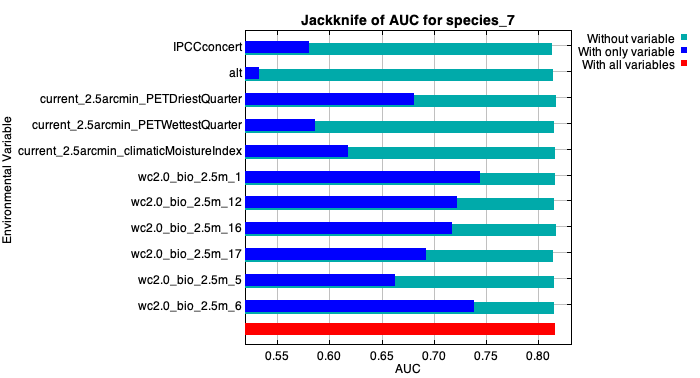 Jackknife of AUC for species_7
Without variable
With only variable
With all variables
Environmental Variable
IPCCconcert
alt
current_2.5arcmin_PETDriestQuarter
current_2.5arcmin_PETWettestQuarter
current_2.5arcmin_climaticMoistureIndex
wc2.0_bio_2.5m_1
wc2.0_bio_2.5m_12
wc2.0_bio_2.5m_16
wc2.0_bio_2.5m_17
wc2.0_bio_2.5m_5
wc2.0_bio_2.5m_6
0.55 0.60 0.65 0.70 0.75 0.80
AUC